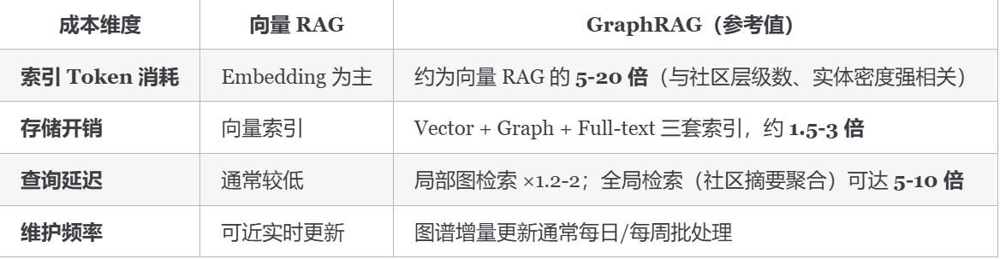 成本维度 向量 RAG GraphRAG（参考值）
索引 Token 消耗 Embedding 为主 约为向量 RAG 的 5-20 倍（与社区层级数、实体密度强相关）
存储开销 向量索引 Vector + Graph + Full-text 三套索引，约 1.5-3 倍
查询延迟 通常较低 局部图检索 ×1.2-2；全局检索（社区摘要聚合）可达 5-10 倍
维护频率 可近实时更新 图谱增量更新通常每日/每周批处理